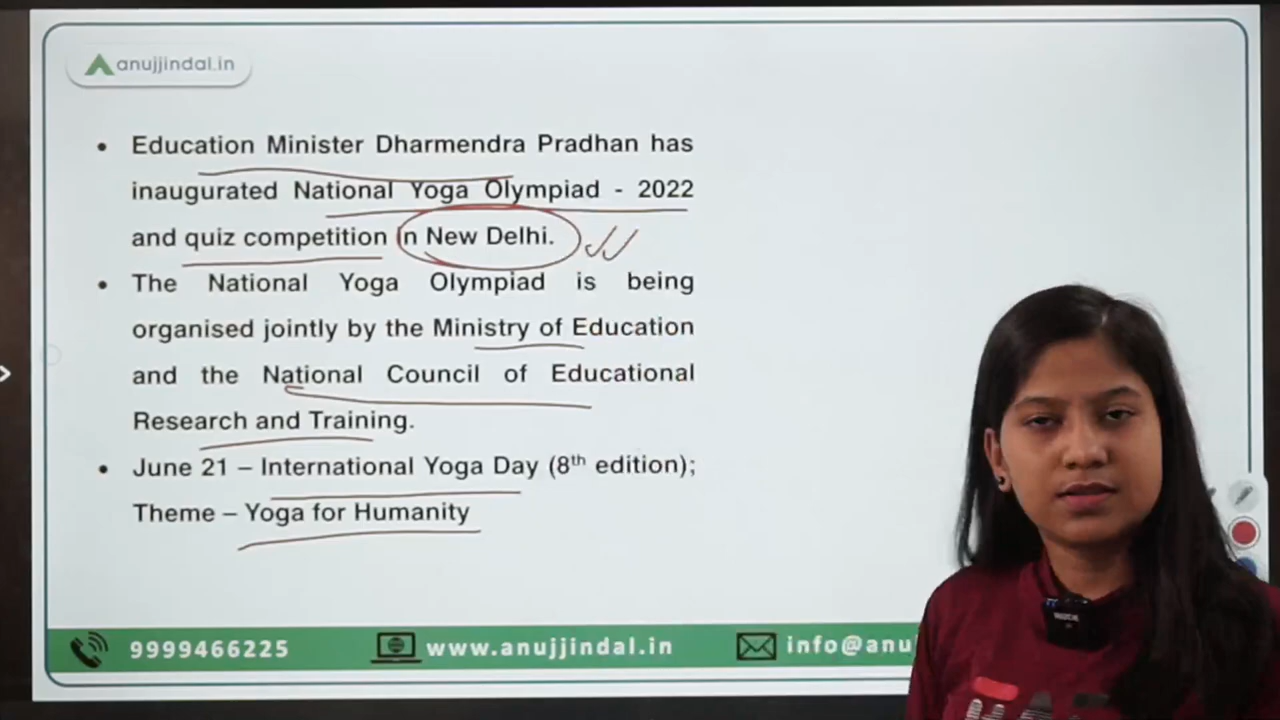 anujjindal.in
• Education Minister Dharmendra Pradhan has
inaugurated National Yoga Olympiad - 2022
and quiz competition in New Delhi.
• The National Yoga Olympiad is being
organised jointly by the Ministry of Education
and the National Council of Educational
Research and Training.
• June 21 – International Yoga Day (8th edition);
Theme – Yoga for Humanity
9999466225 www.anujjindal.in info@anu